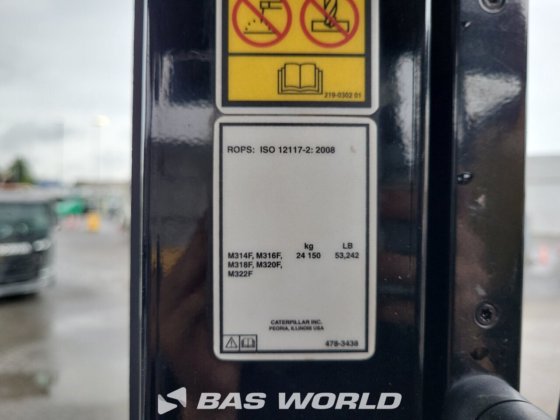 219-0302 01
ROPS: ISO 12117-2: 2008
kg LB
M314F, M316F, 24 150 53,242
M318F, M320F,
M322F
CATERPILLAR INC.
PEORIA, ILLINOIS USA
478-3438
BAS WORLD